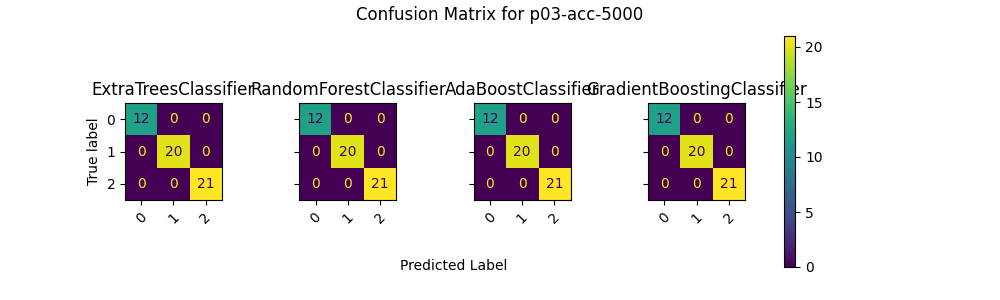 Confusion Matrix for p03-acc-5000
ExtraTreesClassifier RandomForestClassifier AdaBoostClassifier GradientBoostingClassifier
True label
0 12 0 0 12 0 0 12 0 0 12 0 0
1 0 20 0 0 20 0 0 20 0 0 20 0
2 0 0 21 0 0 21 0 0 21 0 0 21
0 1 2 0 1 2 0 1 2 0 1 2
Predicted Label
20
15
10
5
0